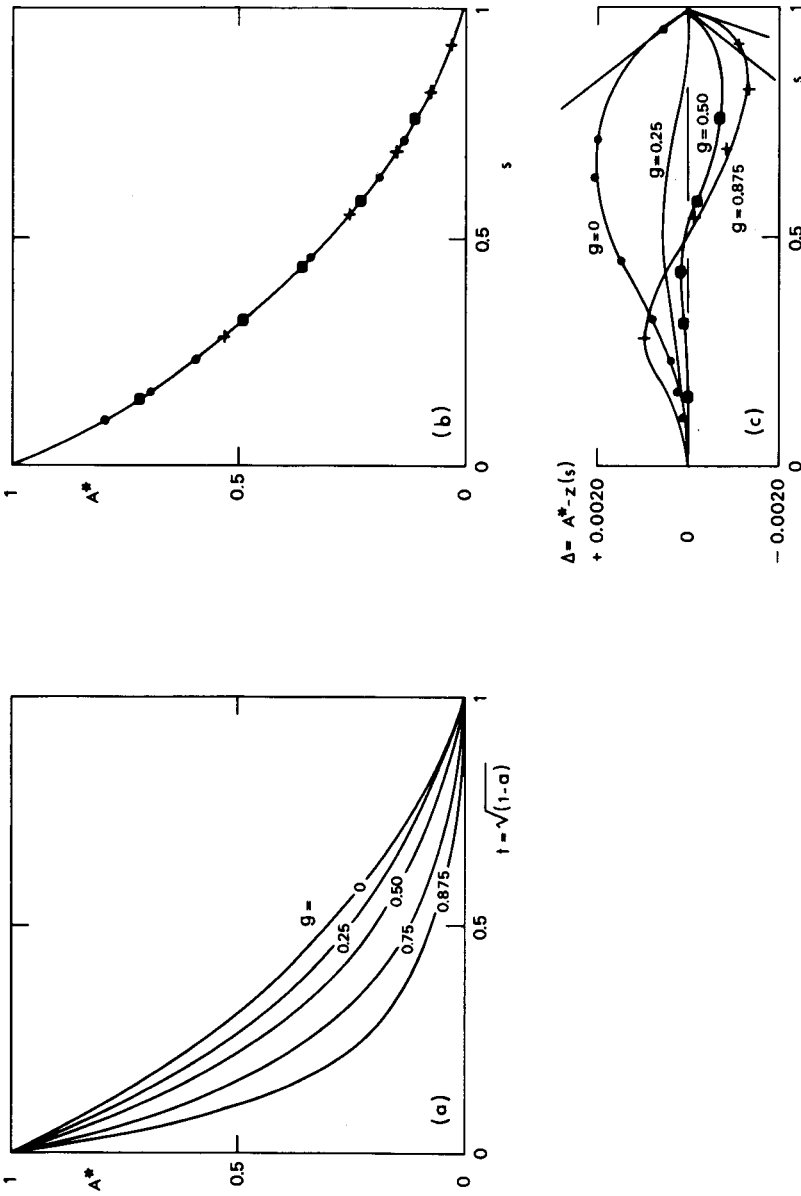 1
A*
0.5
0
g =
0
0.25
0.50
0.75
0.875
(a)
0
0.5
1
t = √(1-a)
1
A*
0.5
0
(b)
0
0.5
s
1
Δ = A*-z(s)
+ 0.0020
0
- 0.0020
g=0
g=0.25
g=0.50
g=0.875
(c)
0
0.5
s
1